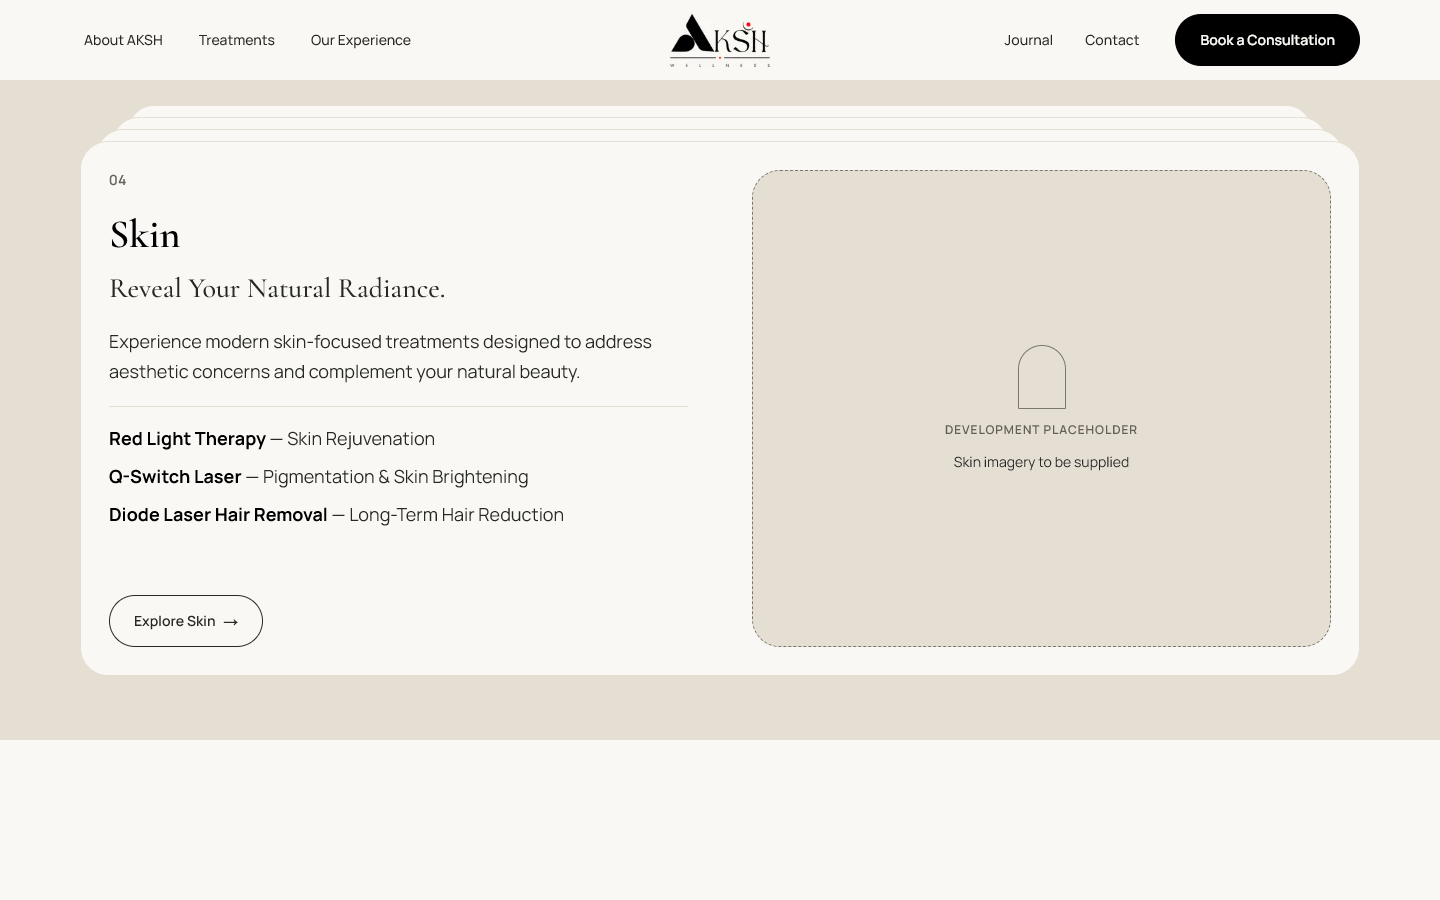 About AKSH
Treatments
Our Experience
AKSH
WELLNESS
Journal
Contact
Book a Consultation
04
Skin
Reveal Your Natural Radiance.
Experience modern skin-focused treatments designed to address
aesthetic concerns and complement your natural beauty.
Red Light Therapy — Skin Rejuvenation
Q-Switch Laser — Pigmentation & Skin Brightening
Diode Laser Hair Removal — Long-Term Hair Reduction
Explore Skin →
DEVELOPMENT PLACEHOLDER
Skin imagery to be supplied